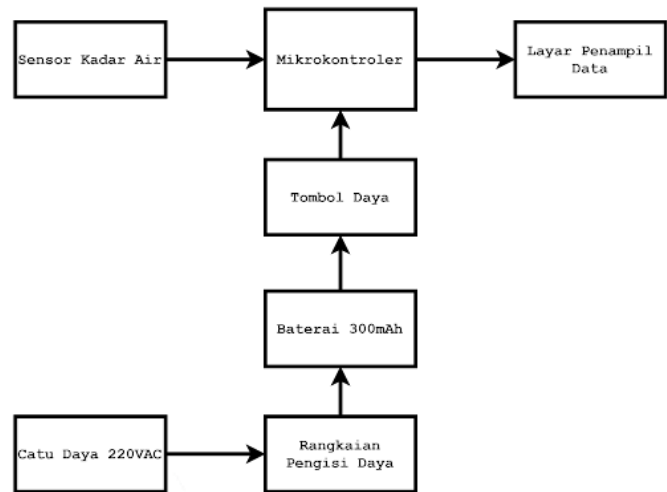 Sensor Kadar Air
Mikrokontroler
Layar Penampil
Data
Tombol Daya
Baterai 300mAh
Catu Daya 220VAC
Rangkaian
Pengisi Daya